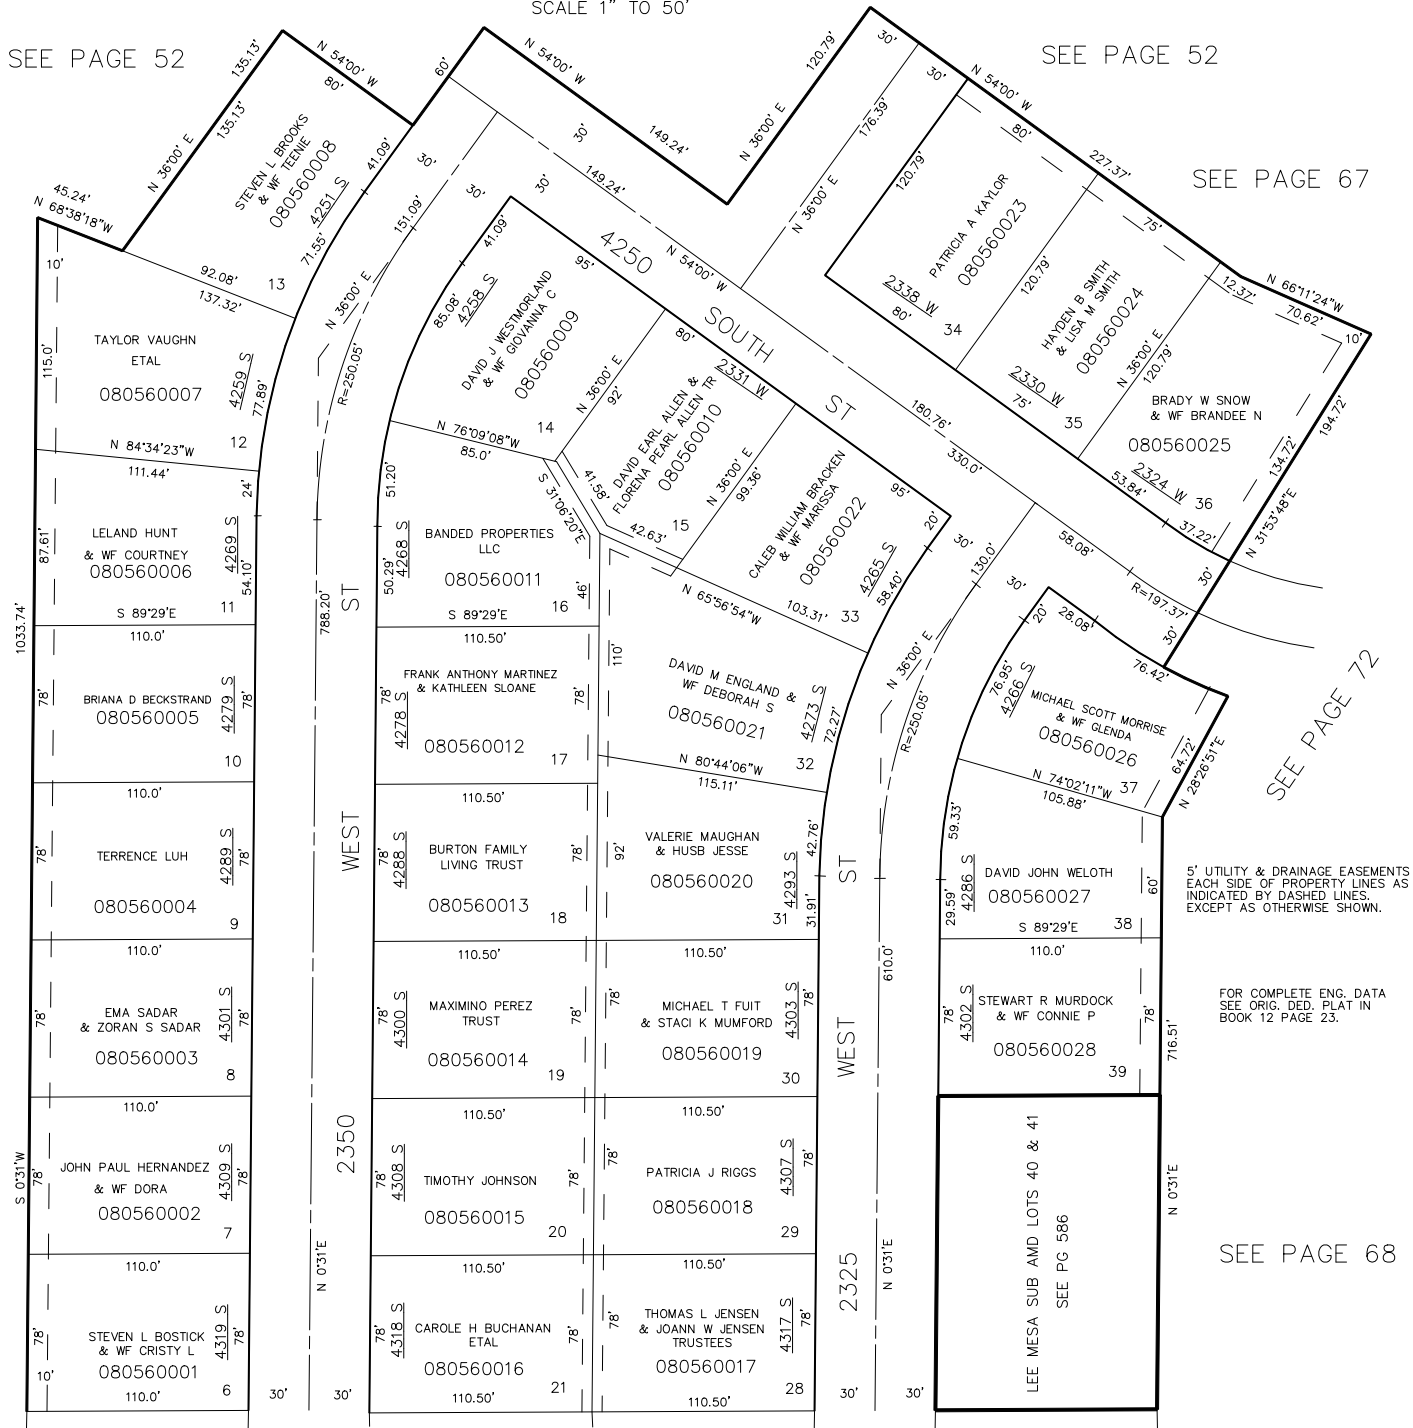 SCALE 1" TO 50'
SEE PAGE 52
SEE PAGE 52
SEE PAGE 67
SEE PAGE 72
SEE PAGE 68
135.13'
N 54°00' W
80'
135.13'
N 36°00' E
STEVEN L BROOKS
& WF TEENIE
080560008
4251 S
41.09'
71.55'
45.24'
N 68°38'18"W
92.08'
137.32'
13
60'
N 54°00' W
149.24'
120.79'
N 36°00' E
30'
30'
176.39'
N 36°00' E
N 54°00' W
80'
227.37'
75'
120.79'
PATRICIA A KAYLOR
080560023
2338 W
80'
34
120.79'
HAYDEN B SMITH
& LISA M SMITH
080560024
2330 W
75'
35
N 36°00' E
120.79'
12.37'
N 66°11'24"W
70.62'
10'
BRADY W SNOW
& WF BRANDEE N
080560025
2324 W
53.84'
36
37.22'
134.72'
194.72'
N 31°53'48"E
30'
30'
30'
30'
30'
30'
149.24'
N 54°00' W
4250
SOUTH
ST
180.76'
330.0'
58.08'
R=197.37'
151.09'
N 36°00' E
R=250.05'
10'
115.0'
TAYLOR VAUGHN
ETAL
080560007
4259 S
77.89'
12
N 84°34'23"W
111.44'
24'
87.61'
LELAND HUNT
& WF COURTNEY
080560006
4269 S
54.10'
11
S 89°29'E
110.0'
1033.74'
78'
BRIANA D BECKSTRAND
080560005
4279 S
78'
10
110.0'
78'
TERRENCE LUH
080560004
4289 S
78'
9
110.0'
78'
EMA SADAR
& ZORAN S SADAR
080560003
4301 S
78'
8
110.0'
S 0°31'W
78'
JOHN PAUL HERNANDEZ
& WF DORA
080560002
4309 S
78'
7
110.0'
78'
STEVEN L BOSTICK
& WF CRISTY L
080560001
4319 S
78'
10'
110.0'
6
30'
30'
788.20'
ST
WEST
2350
N 0°31'E
41.09'
85.08'
4258 S
95'
DAVID J WESTMORLAND
& WF GIOVANNA C
080560009
14
N 76°09'08"W
85.0'
N 36°00' E
92'
80'
2331 W
DAVID EARL ALLEN &
FLORENA PEARL ALLEN TR
080560010
41.58'
42.63'
15
S 31°06'20"E
N 36°00' E
99.36'
95'
CALEB WILLIAM BRACKEN
& WF MARISSA
080560022
4265 S
20'
58.40'
103.31'
33
N 65°56'54"W
51.20'
50.29'
4268 S
BANDED PROPERTIES
LLC
080560011
46'
16
S 89°29'E
110.50'
78'
FRANK ANTHONY MARTINEZ
& KATHLEEN SLOANE
4278 S
78'
080560012
17
110.50'
78'
4288 S
BURTON FAMILY
LIVING TRUST
78'
080560013
18
110.50'
78'
4300 S
MAXIMINO PEREZ
TRUST
78'
080560014
19
110.50'
78'
4308 S
TIMOTHY JOHNSON
78'
080560015
20
110.50'
78'
4318 S
CAROLE H BUCHANAN
ETAL
78'
080560016
21
110.50'
110'
DAVID M ENGLAND &
WF DEBORAH S
080560021
4273 S
72.27'
32
N 80°44'06"W
115.11'
92'
VALERIE MAUGHAN
& HUSB JESSE
080560020
4293 S
42.76'
31.91'
31
110.50'
78'
MICHAEL T FUIT
& STACI K MUMFORD
4303 S
78'
080560019
30
110.50'
78'
PATRICIA J RIGGS
4307 S
78'
080560018
29
110.50'
78'
THOMAS L JENSEN
& JOANN W JENSEN
TRUSTEES
4317 S
78'
080560017
28
110.50'
30'
30'
30'
130.0'
30'
N 36°00' E
R=250.05'
ST
610.0'
WEST
2325
N 0°31'E
20'
28.08'
76.42'
76.95'
4266 S
MICHAEL SCOTT MORRISE
& WF GLENDA
080560026
37
64.72'
N 28°26'51"E
N 74°02'11"W
105.88'
59.33'
29.59'
4286 S
DAVID JOHN WELOTH
080560027
60'
38
S 89°29'E
110.0'
78'
4302 S
STEWART R MURDOCK
& WF CONNIE P
080560028
78'
39
716.51'
N 0°31'E
LEE MESA SUB AMD LOTS 40 & 41
SEE PG 586
5' UTILITY & DRAINAGE EASEMENTS
EACH SIDE OF PROPERTY LINES AS
INDICATED BY DASHED LINES.
EXCEPT AS OTHERWISE SHOWN.
FOR COMPLETE ENG. DATA
SEE ORIG. DED. PLAT IN
BOOK 12 PAGE 23.